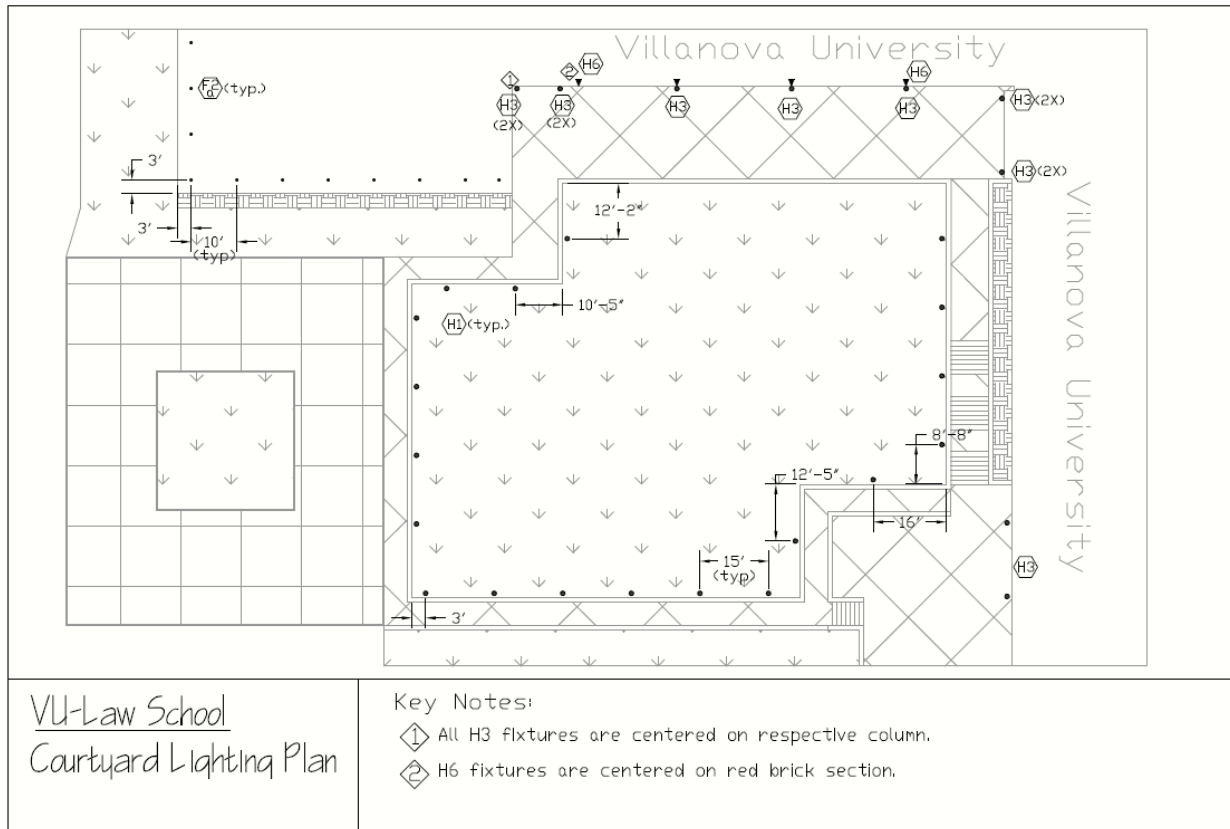 Villanova University
1
2
H6
H6
F2
a
(typ.)
H3
(2X)
H3
(2X)
H3
H3
H3
H3(2X)
H3(2X)
3'
3'
10'
(typ)
12'-2"
10'-5"
H1(typ.)
Villanova University
8'-8"
12'-5"
16'
15'
(typ)
H3
3'
VU-Law School
Courtyard Lighting Plan
Key Notes:
1 All H3 fixtures are centered on respective column.
2 H6 fixtures are centered on red brick section.